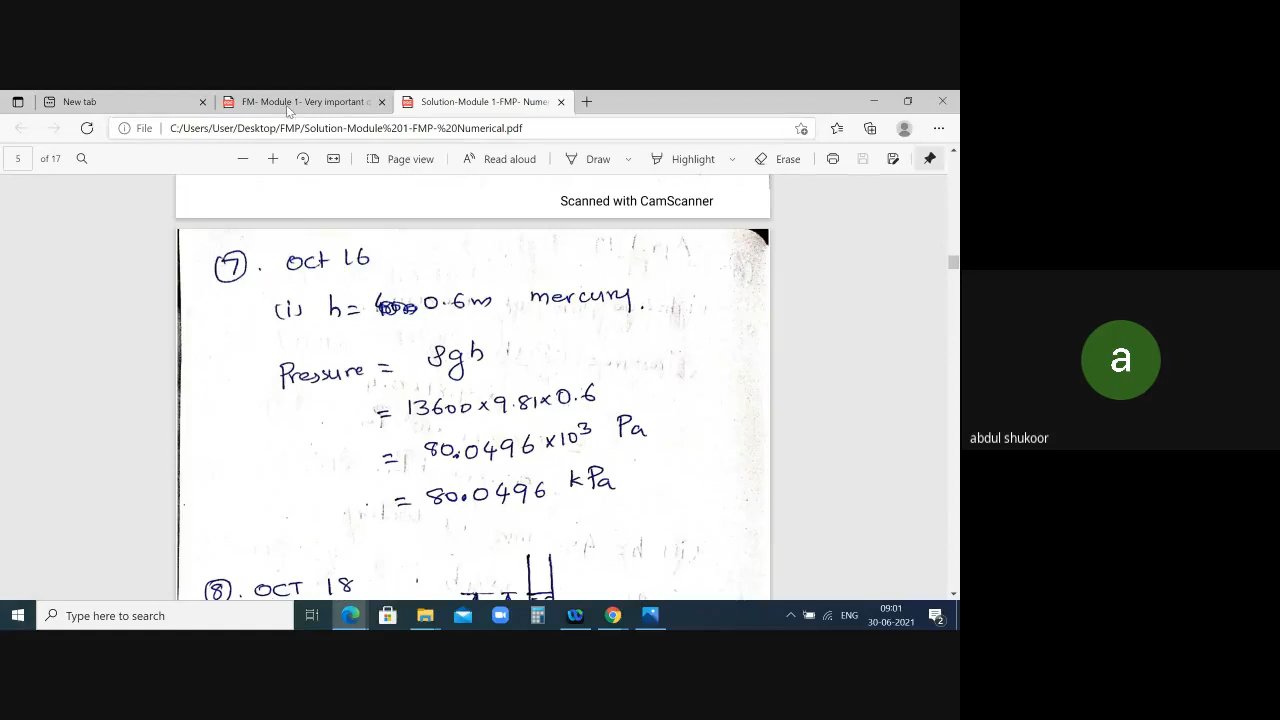 New tab
FM- Module 1- Very important
Solution-Module 1-FMP- Nume
File C:/Users/User/Desktop/FMP/Solution-Module%201-FMP-%20Numerical.pdf
5 of 17 Page view Read aloud Draw Highlight Erase
Scanned with CamScanner
(7). Oct 16
(i) h = 0.6m mercury.
Pressure = ρgh
= 13600×9.81×0.6
= 80.0496 ×10³ Pa
= 80.0496 kPa
(8). OCT 18
a
abdul shukoor
Type here to search
ENG
09:01
30-06-2021
2